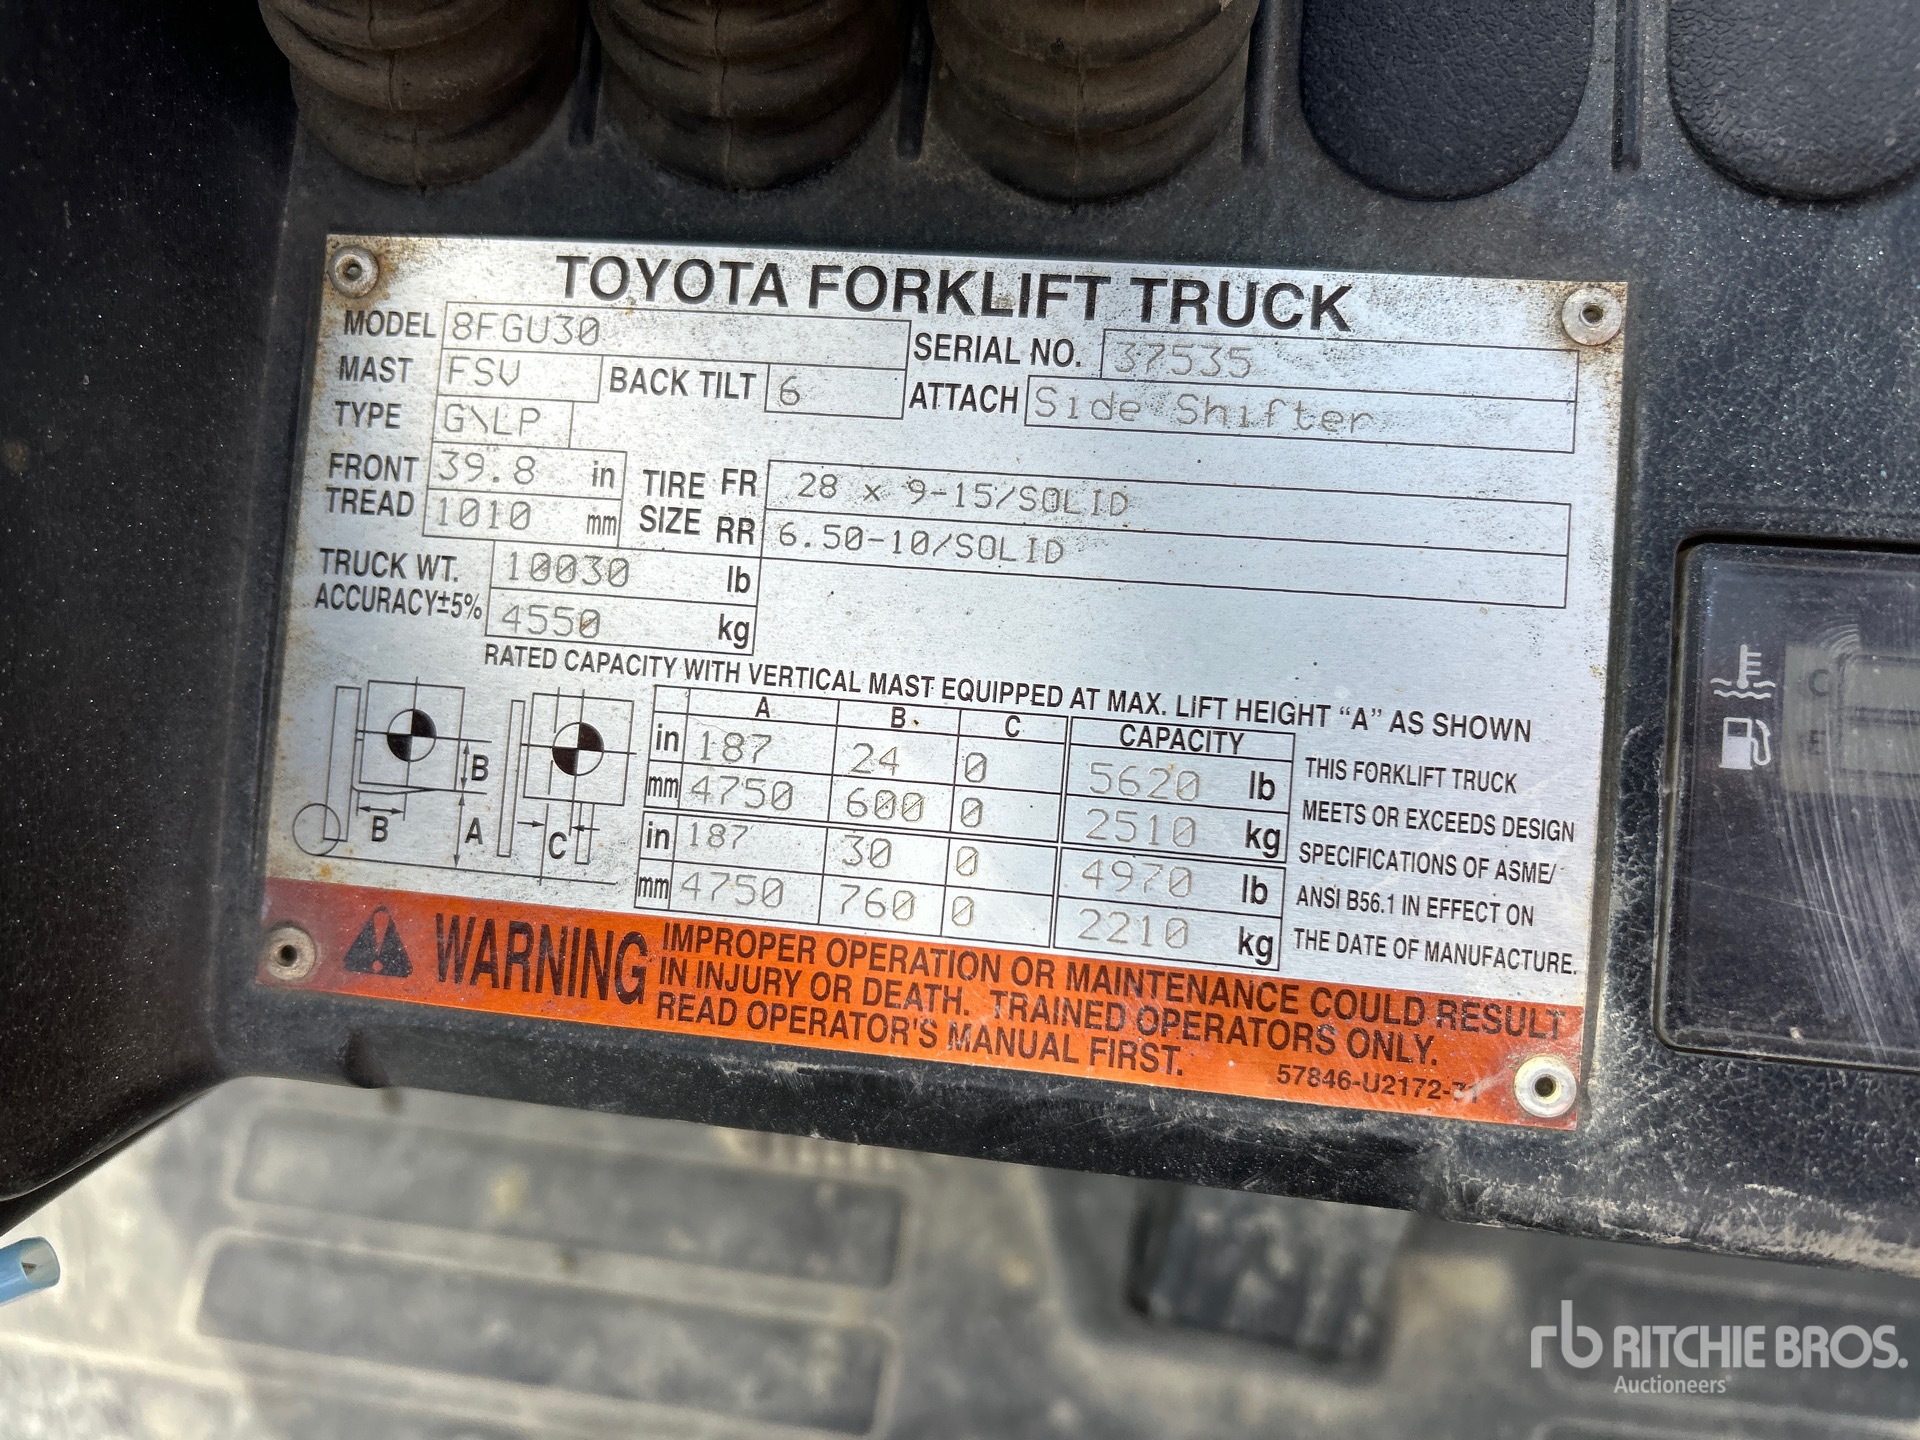 TOYOTA FORKLIFT TRUCK
MODEL 8FGU30 SERIAL NO. 37535
MAST FSV BACK TILT 6 ATTACH Side Shifter
TYPE G\LP
FRONT TREAD 39.8 in TIRE SIZE FR 28 x 9-15/SOLID
1010 mm RR 6.50-10/SOLID
TRUCK WT. 10030 lb
ACCURACY±5% 4550 kg
RATED CAPACITY WITH VERTICAL MAST EQUIPPED AT MAX. LIFT HEIGHT “A” AS SHOWN
A B C CAPACITY
in 187 24 0 5620 lb
mm 4750 600 0 2510 kg
in 187 30 0 4970 lb
mm 4750 760 0 2210 kg
B
B A C
THIS FORKLIFT TRUCK
MEETS OR EXCEEDS DESIGN
SPECIFICATIONS OF ASME/
ANSI B56.1 IN EFFECT ON
THE DATE OF MANUFACTURE.
WARNING
IMPROPER OPERATION OR MAINTENANCE COULD RESULT
IN INJURY OR DEATH. TRAINED OPERATORS ONLY.
READ OPERATOR'S MANUAL FIRST.
57846-U2172-71
C
E
rb RITCHIE BROS.
Auctioneers